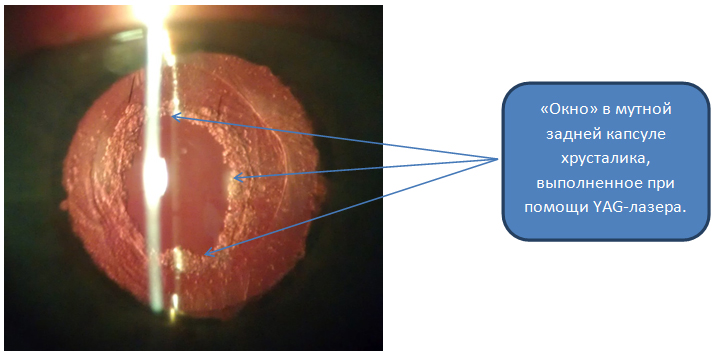 «Окно» в мутной
задней капсуле
хрусталика,
выполненное при
помощи YAG-лазера.